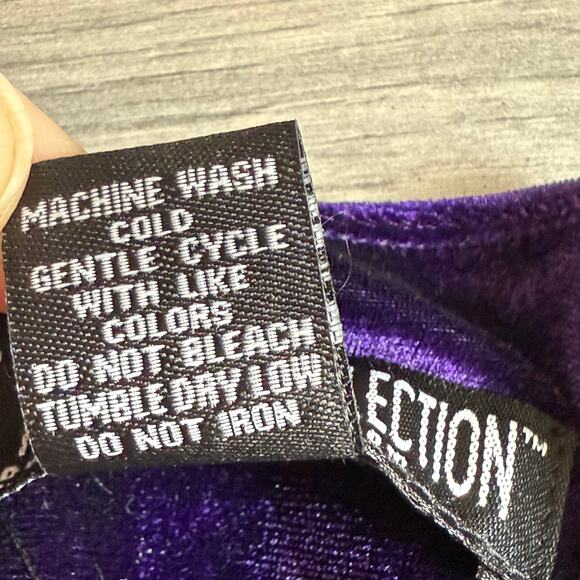 MACHINE WASH
COLD
GENTLE CYCLE
WITH LIKE
COLORS
DO NOT BLEACH
TUMBLE DRY LOW
DO NOT IRON
ECTION™